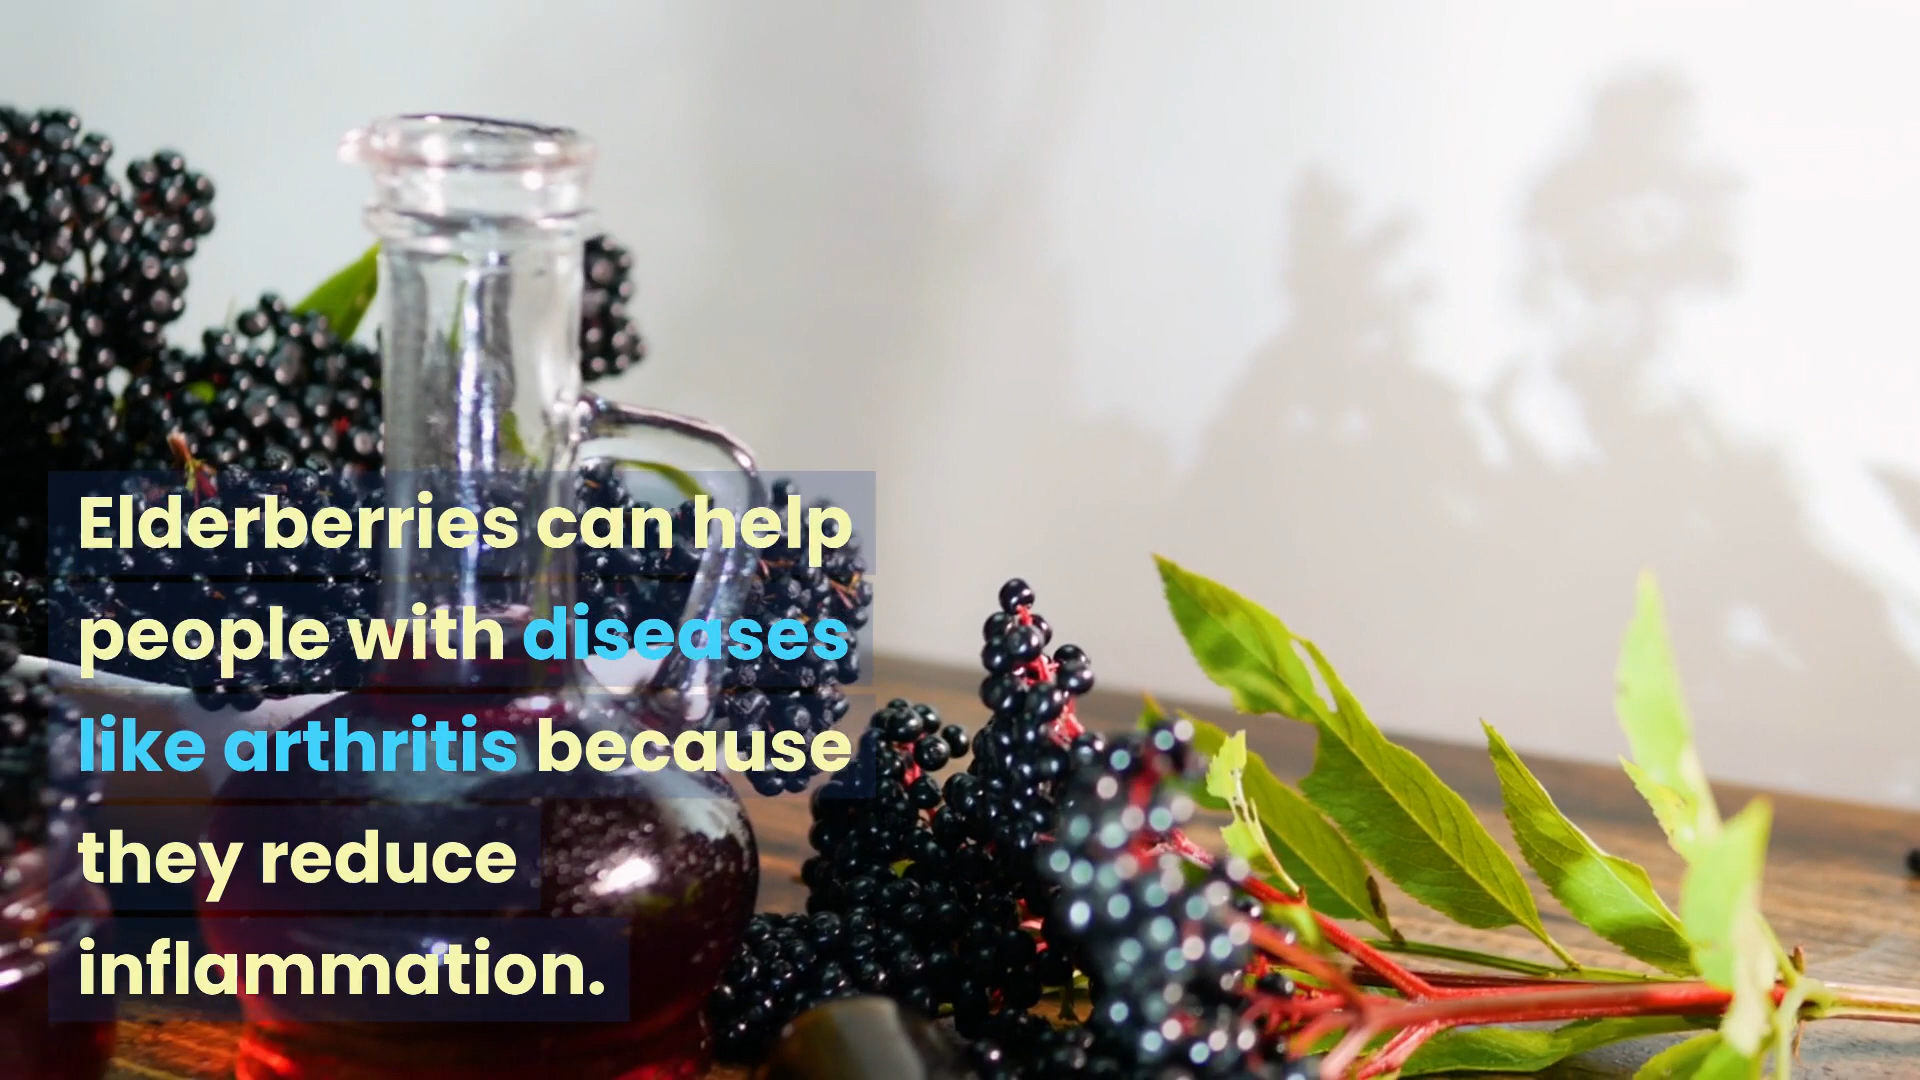 Elderberries can help
people with diseases
like arthritis because
they reduce
inflammation.